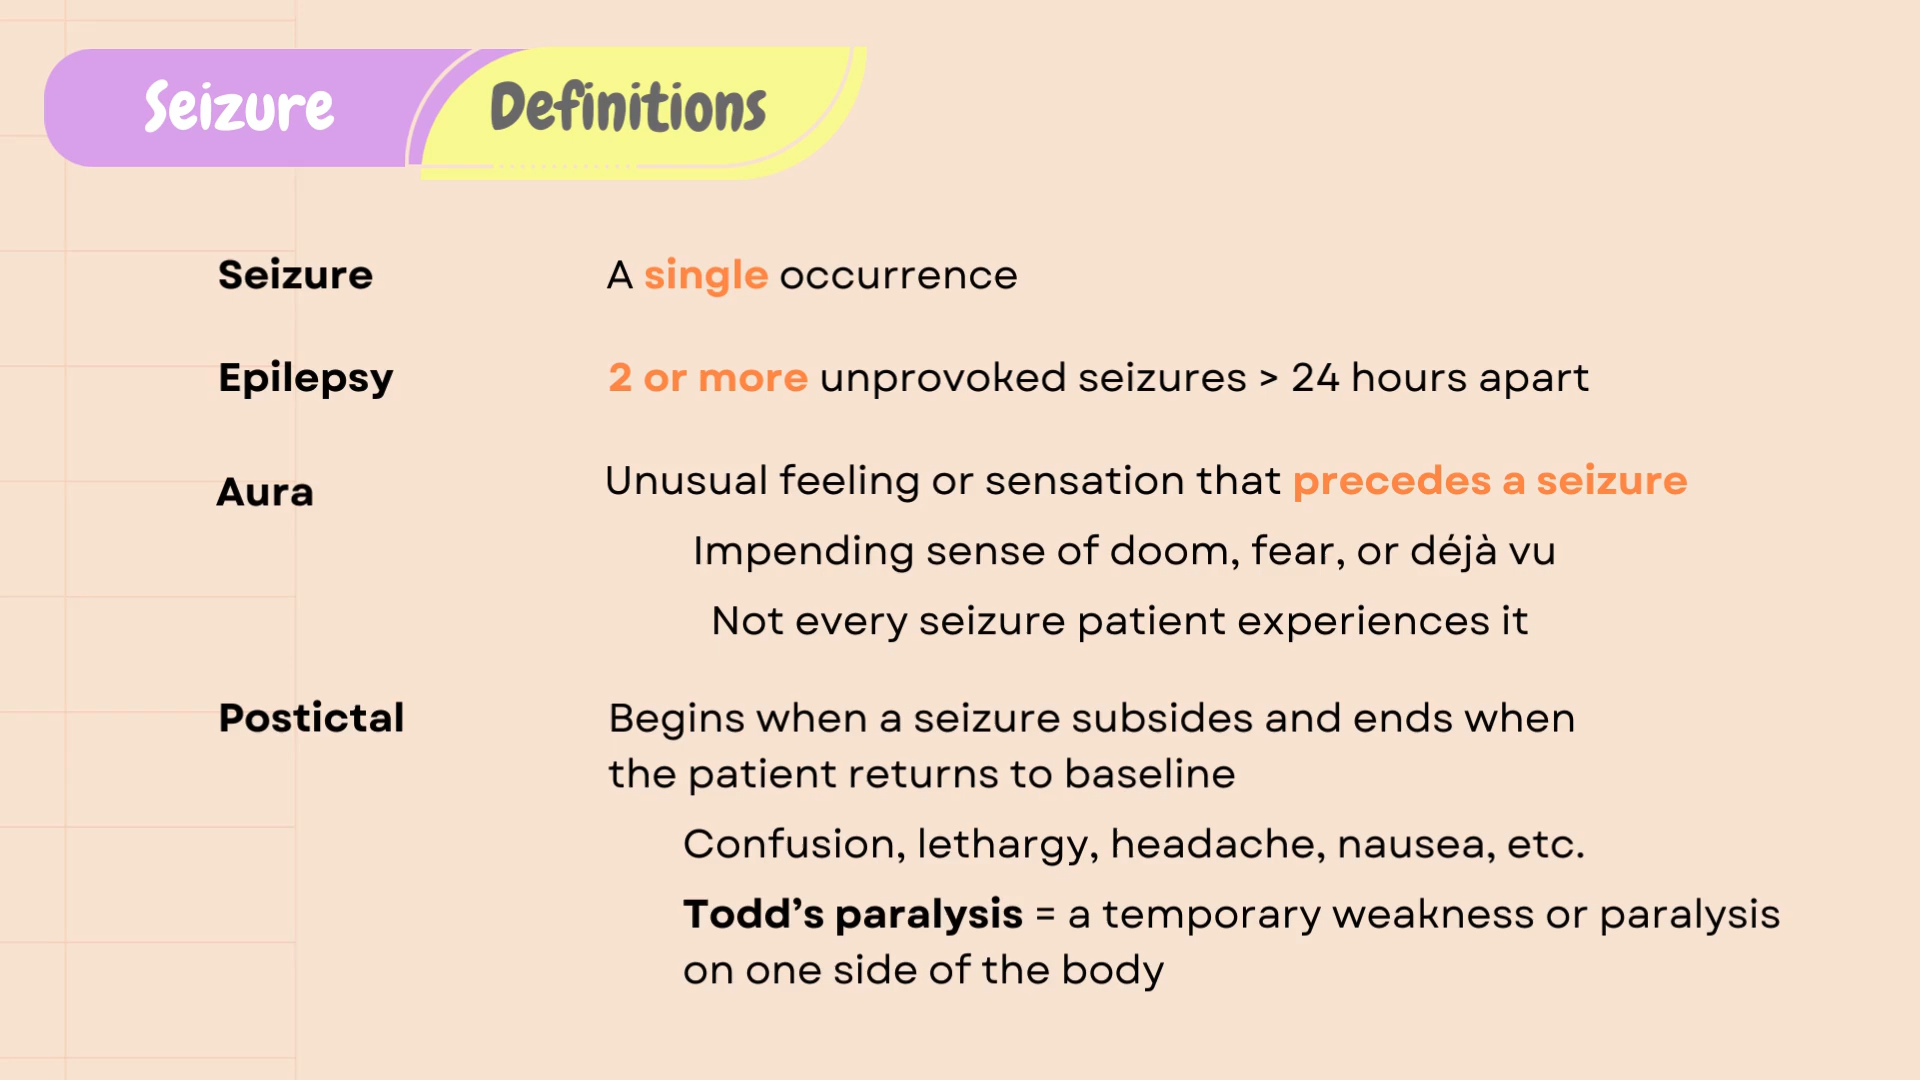 Seizure Definitions
Seizure A single occurrence
Epilepsy 2 or more unprovoked seizures > 24 hours apart
Aura Unusual feeling or sensation that precedes a seizure
Impending sense of doom, fear, or déjà vu
Not every seizure patient experiences it
Postictal Begins when a seizure subsides and ends when
the patient returns to baseline
Confusion, lethargy, headache, nausea, etc.
Todd’s paralysis = a temporary weakness or paralysis
on one side of the body